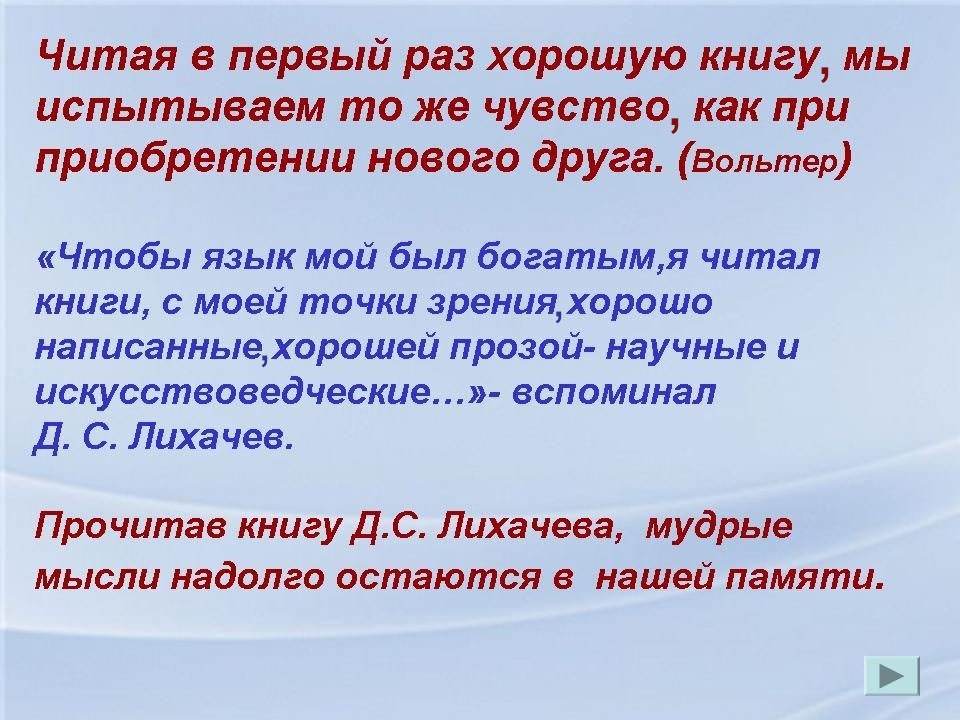 Читая в первый раз хорошую книгу, мы
испытываем то же чувство, как при
приобретении нового друга. (Вольтер)
«Чтобы язык мой был богатым,я читал
книги, с моей точки зрения,хорошо
написанные,хорошей прозой- научные и
искусствоведческие…»- вспоминал
Д. С. Лихачев.
Прочитав книгу Д.С. Лихачева,  мудрые
мысли надолго остаются в  нашей памяти.